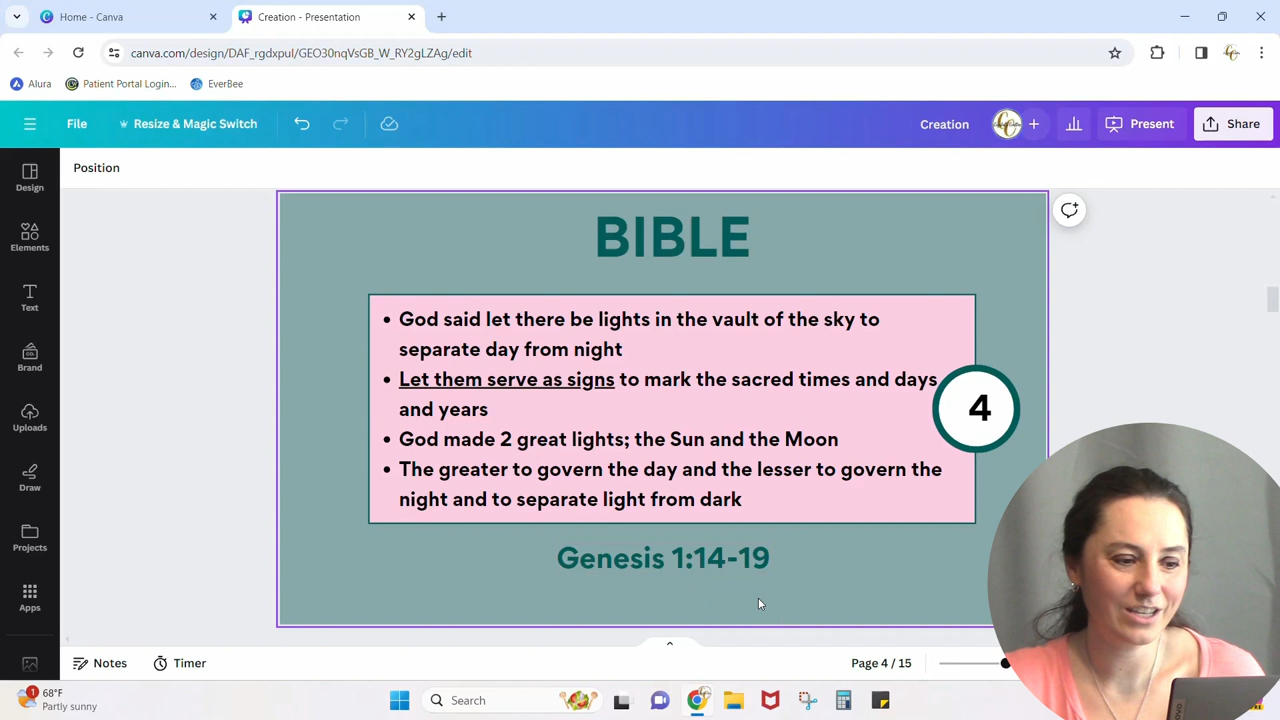 Home - Canva
Creation - Presentation
canva.com/design/DAF_rgdxpuI/GEO30nqVsGB_W_RY2gLZAg/edit
Alura
Patient Portal Login...
EverBee
File
Resize & Magic Switch
Creation
Present
Share
Position
Design
Elements
Text
Brand
Uploads
Draw
Projects
Apps
BIBLE
• God said let there be lights in the vault of the sky to
separate day from night
• Let them serve as signs to mark the sacred times and days
and years
• God made 2 great lights; the Sun and the Moon
• The greater to govern the day and the lesser to govern the
night and to separate light from dark
4
Genesis 1:14-19
Notes
Timer
Page 4 / 15
1
68°F
Partly sunny
Search